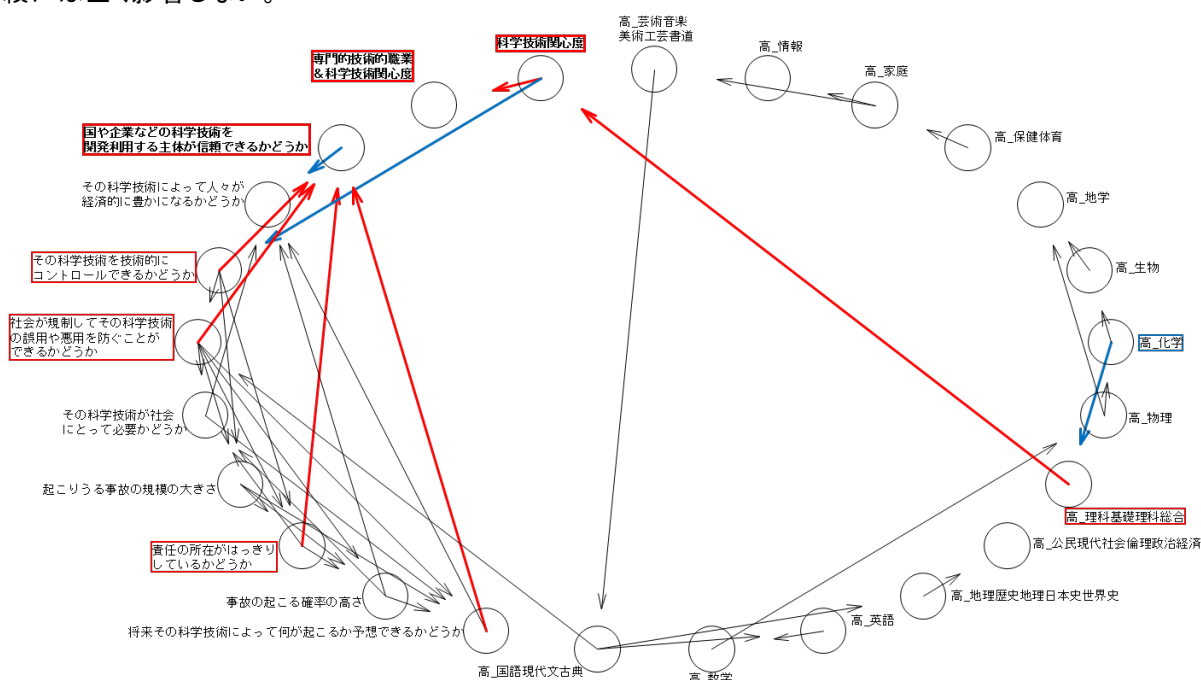 高_芸術音楽
美術工芸書道
科学技術関心度
高_情報
専門的技術的職業
&科学技術関心度
高_家庭
国や企業などの科学技術を
開発利用する主体が信頼できるかどうか
高_保健体育
その科学技術によって人々が
経済的に豊かになるかどうか
高_地学
その科学技術を技術的に
コントロールできるかどうか
高_生物
社会が規制してその科学技術
の誤用や悪用を防ぐことが
できるかどうか
高_化学
その科学技術が社会
にとって必要かどうか
高_物理
起こりうる事故の規模の大きさ
高_理科基礎理科総合
責任の所在がはっきり
しているかどうか
高_公民現代社会倫理政治経済
事故の起こる確率の高さ
高_地理歴史地理日本史世界史
将来その科学技術によって何が起こるか予想できるかどうか
高_英語
高_国語現代文古典
高_数学